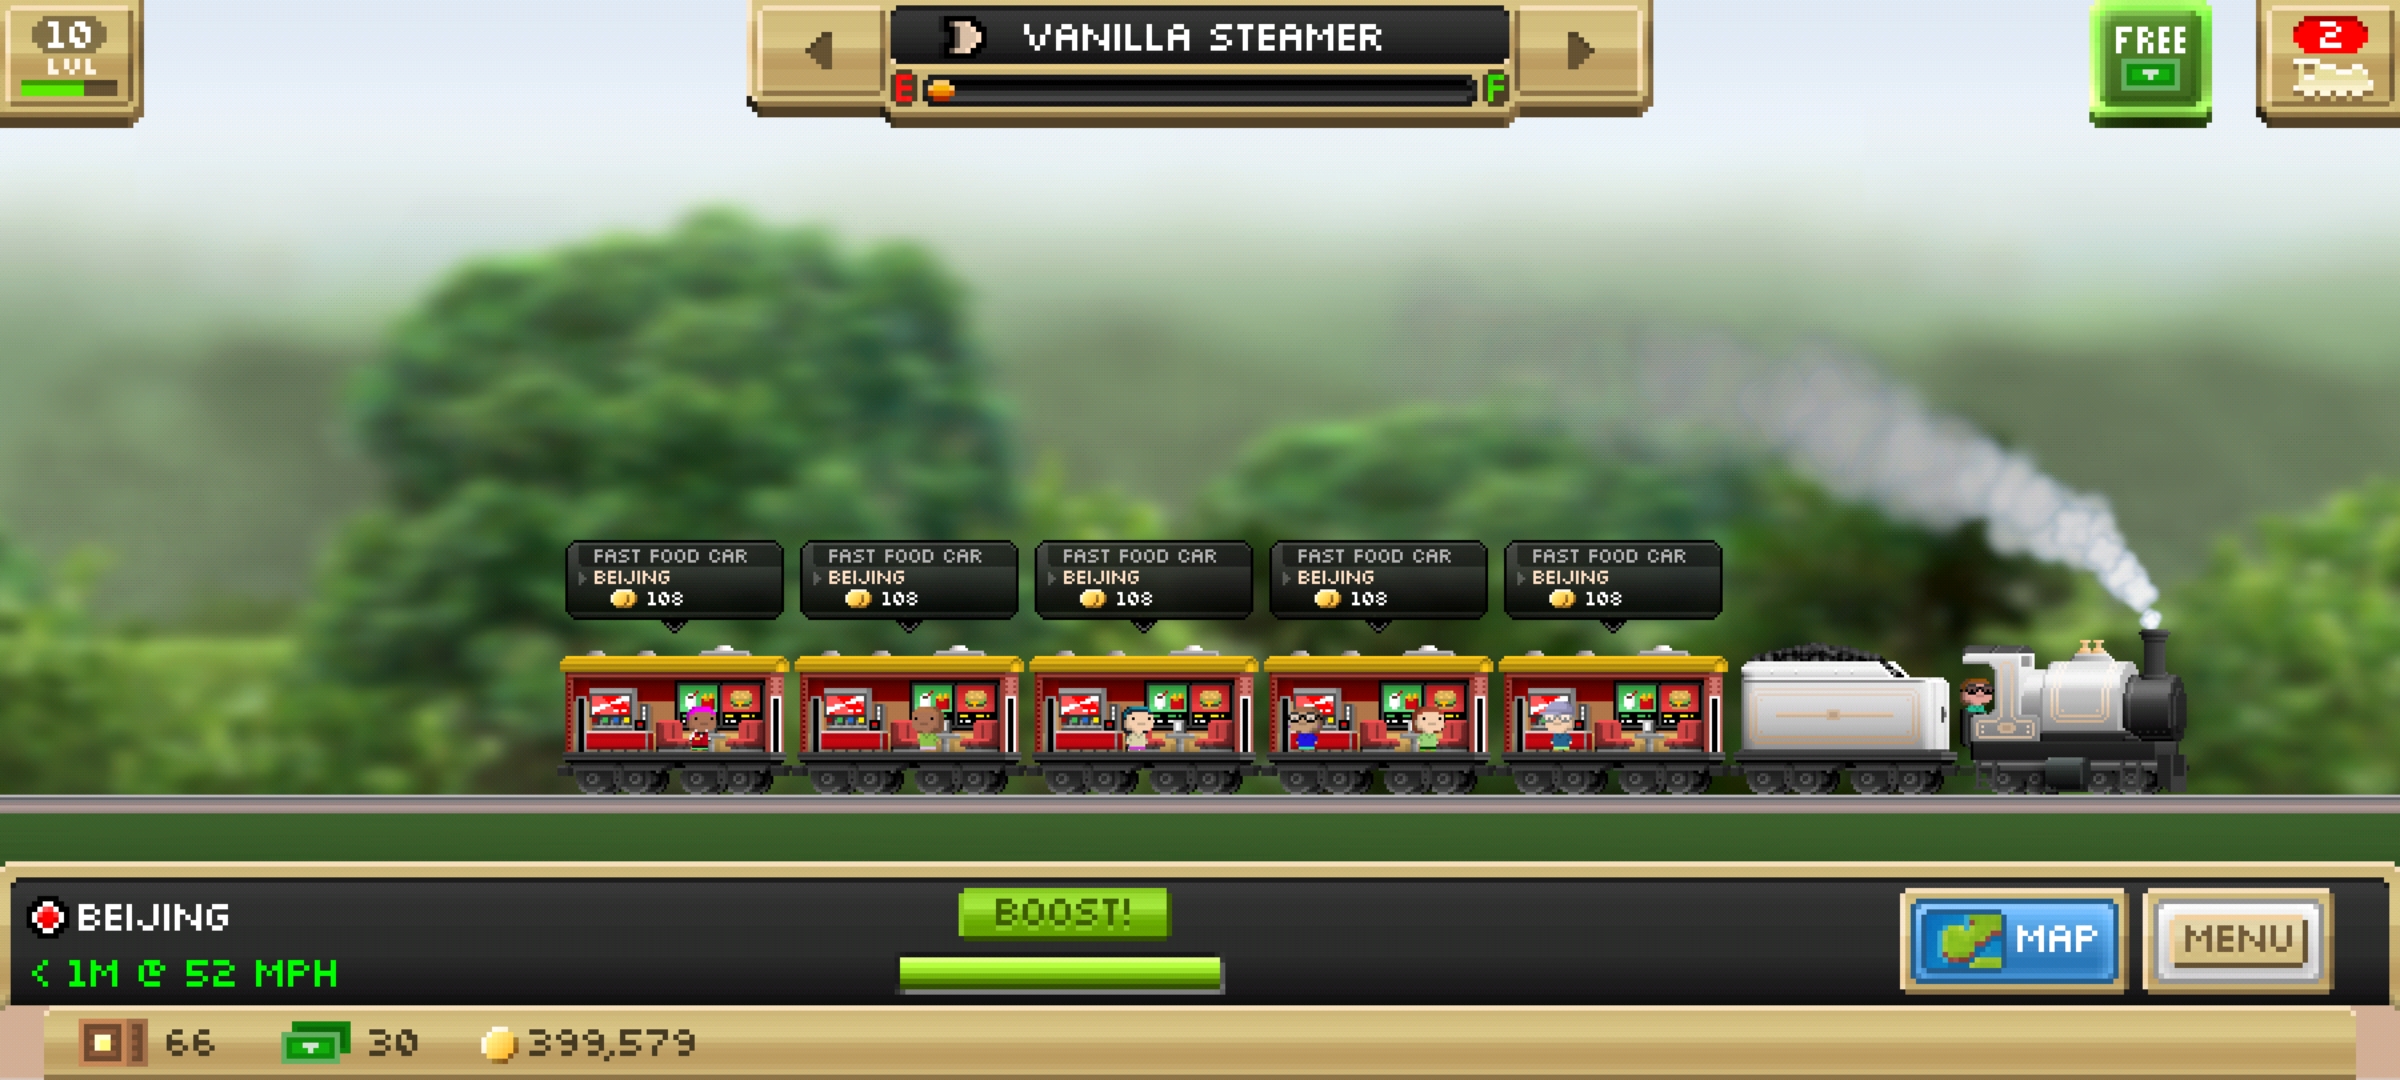 10
LVL
VANILLA STEAMER
E
F
FREE
2
FAST FOOD CAR
BEIJING
108
FAST FOOD CAR
BEIJING
108
FAST FOOD CAR
BEIJING
108
FAST FOOD CAR
BEIJING
108
FAST FOOD CAR
BEIJING
108
BEIJING
< 1M @ 52 MPH
BOOST!
MAP
MENU
66
30
399,579